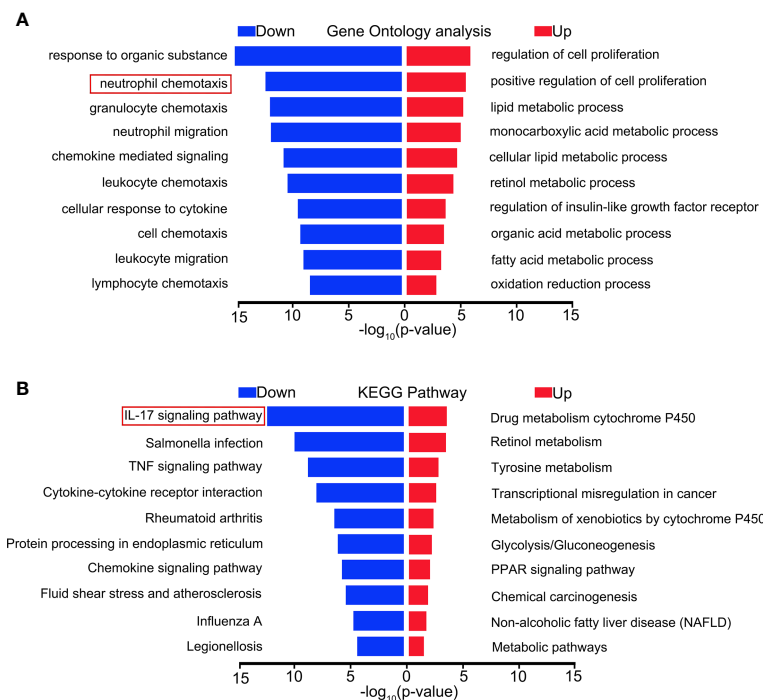 A
Down Gene Ontology analysis Up
response to organic substance regulation of cell proliferation
neutrophil chemotaxis positive regulation of cell proliferation
granulocyte chemotaxis lipid metabolic process
neutrophil migration monocarboxylic acid metabolic process
chemokine mediated signaling cellular lipid metabolic process
leukocyte chemotaxis retinol metabolic process
cellular response to cytokine regulation of insulin-like growth factor receptor
cell chemotaxis organic acid metabolic process
leukocyte migration fatty acid metabolic process
lymphocyte chemotaxis oxidation reduction process
15 10 5 0 5 10 15
-log10(p-value)
B
Down KEGG Pathway Up
IL-17 signaling pathway Drug metabolism cytochrome P450
Salmonella infection Retinol metabolism
TNF signaling pathway Tyrosine metabolism
Cytokine-cytokine receptor interaction Transcriptional misregulation in cancer
Rheumatoid arthritis Metabolism of xenobiotics by cytochrome P450
Protein processing in endoplasmic reticulum Glycolysis/Gluconeogenesis
Chemokine signaling pathway PPAR signaling pathway
Fluid shear stress and atherosclerosis Chemical carcinogenesis
Influenza A Non-alcoholic fatty liver disease (NAFLD)
Legionellosis Metabolic pathways
15 10 5 0 5 10 15
-log10(p-value)